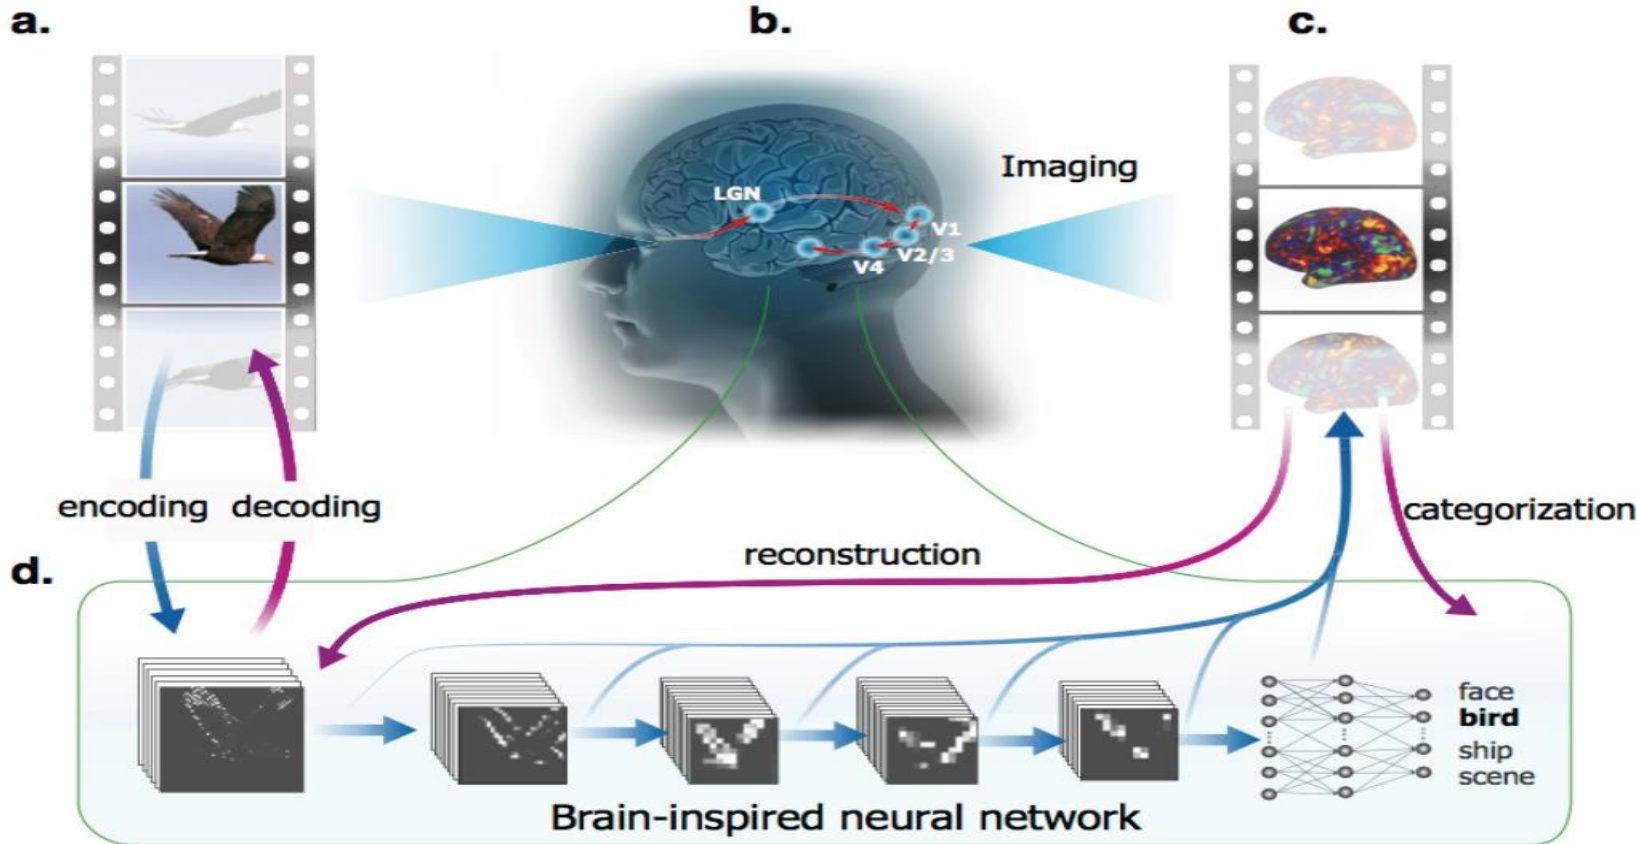 a.
b.
c.
Imaging
LGN
V1
V2/3
V4
encoding
decoding
categorization
reconstruction
d.
face
bird
ship
scene
Brain-inspired neural network